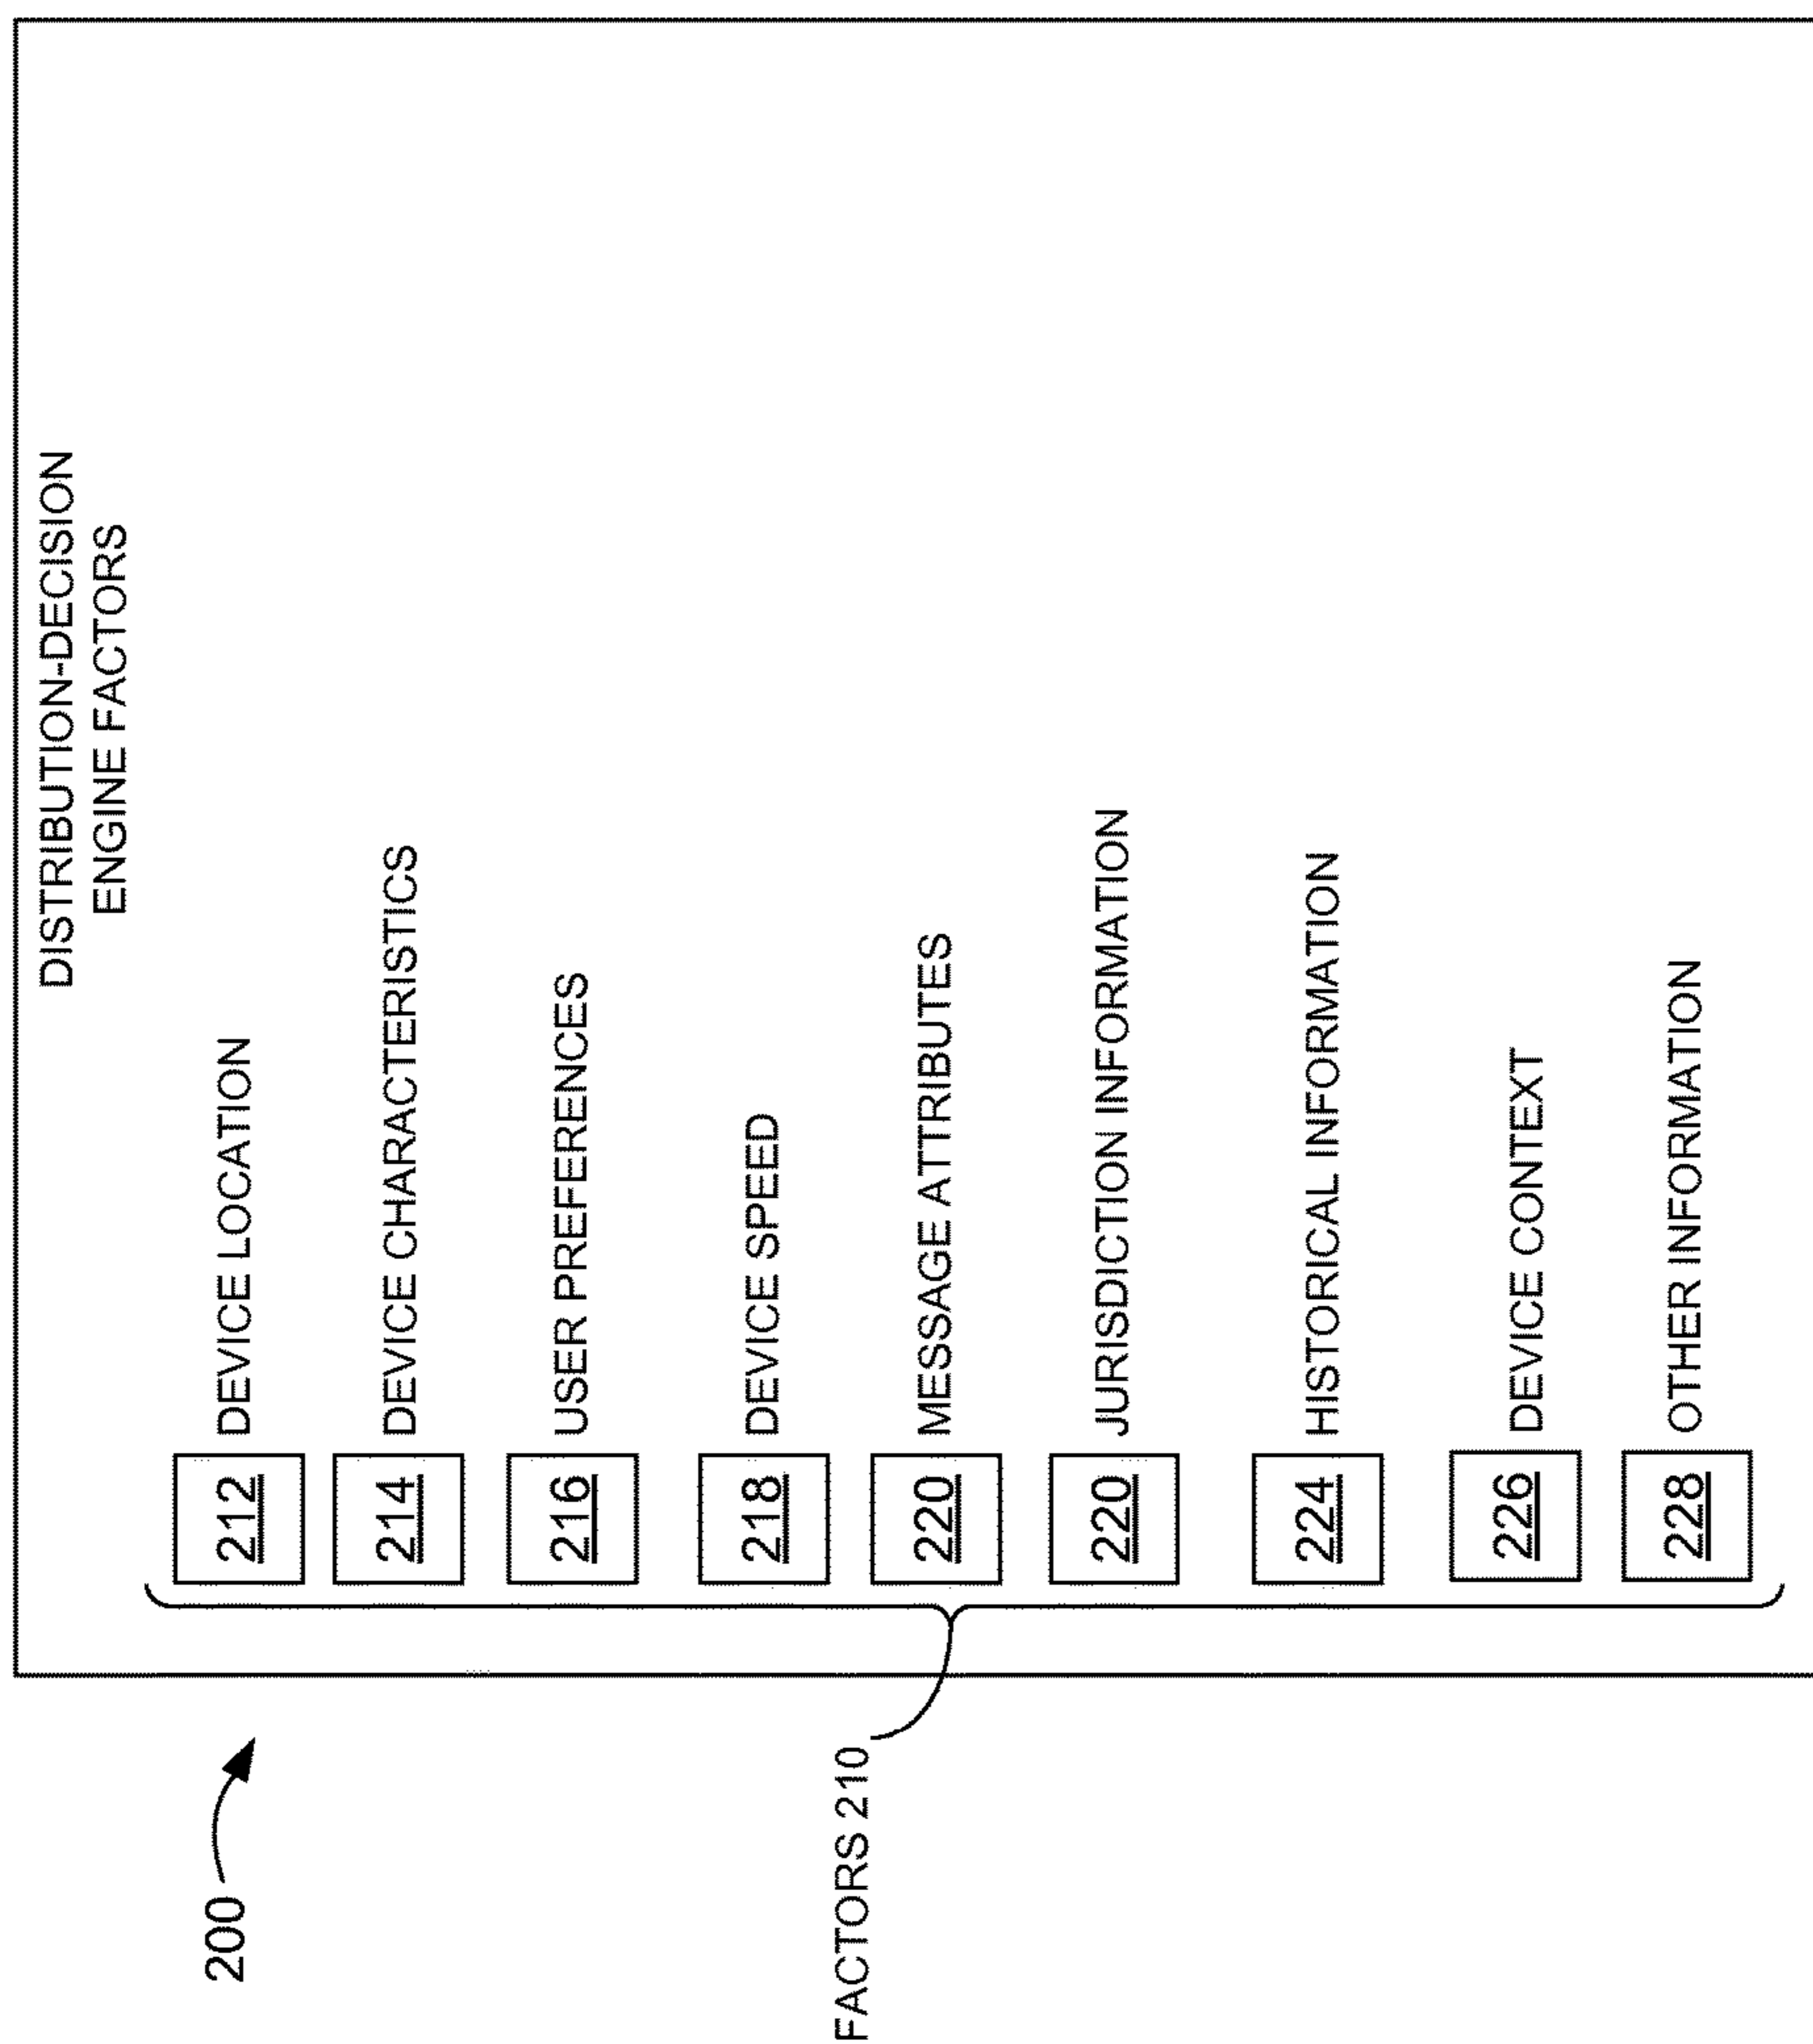 DISTRIBUTION-DECISION
ENGINE FACTORS
200
FACTORS 210
212 DEVICE LOCATION
214 DEVICE CHARACTERISTICS
216 USER PREFERENCES
218 DEVICE SPEED
220 MESSAGE ATTRIBUTES
220 JURISDICTION INFORMATION
224 HISTORICAL INFORMATION
226 DEVICE CONTEXT
228 OTHER INFORMATION